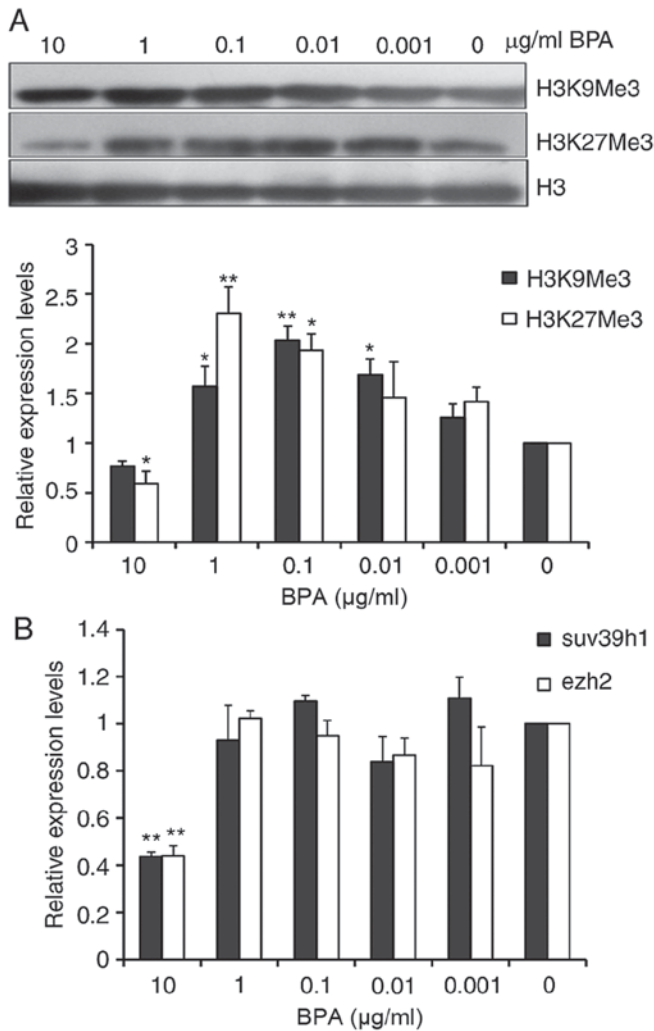 A
10 1 0.1 0.01 0.001 0 µg/ml BPA
H3K9Me3
H3K27Me3
H3
Relative expression levels
3
2.5
2
1.5
1
0.5
0
H3K9Me3
H3K27Me3
* ** ** * * *
10 1 0.1 0.01 0.001 0
BPA (µg/ml)
B
Relative expression levels
1.4
1.2
1
0.8
0.6
0.4
0.2
0
suv39h1
ezh2
** **
10 1 0.1 0.01 0.001 0
BPA (µg/ml)